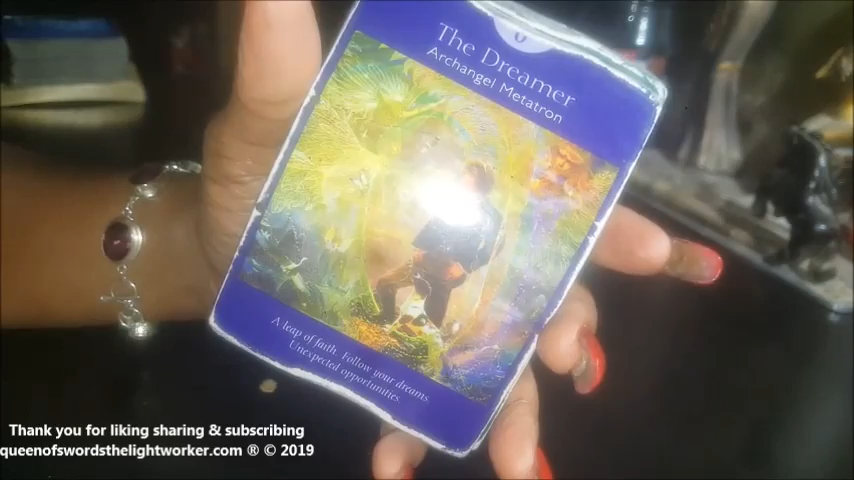 0
The Dreamer
Archangel Metatron
A leap of faith. Follow your dreams.
Unexpected opportunities.
Thank you for liking sharing & subscribing
queenofswordsthelightworker.com ® © 2019